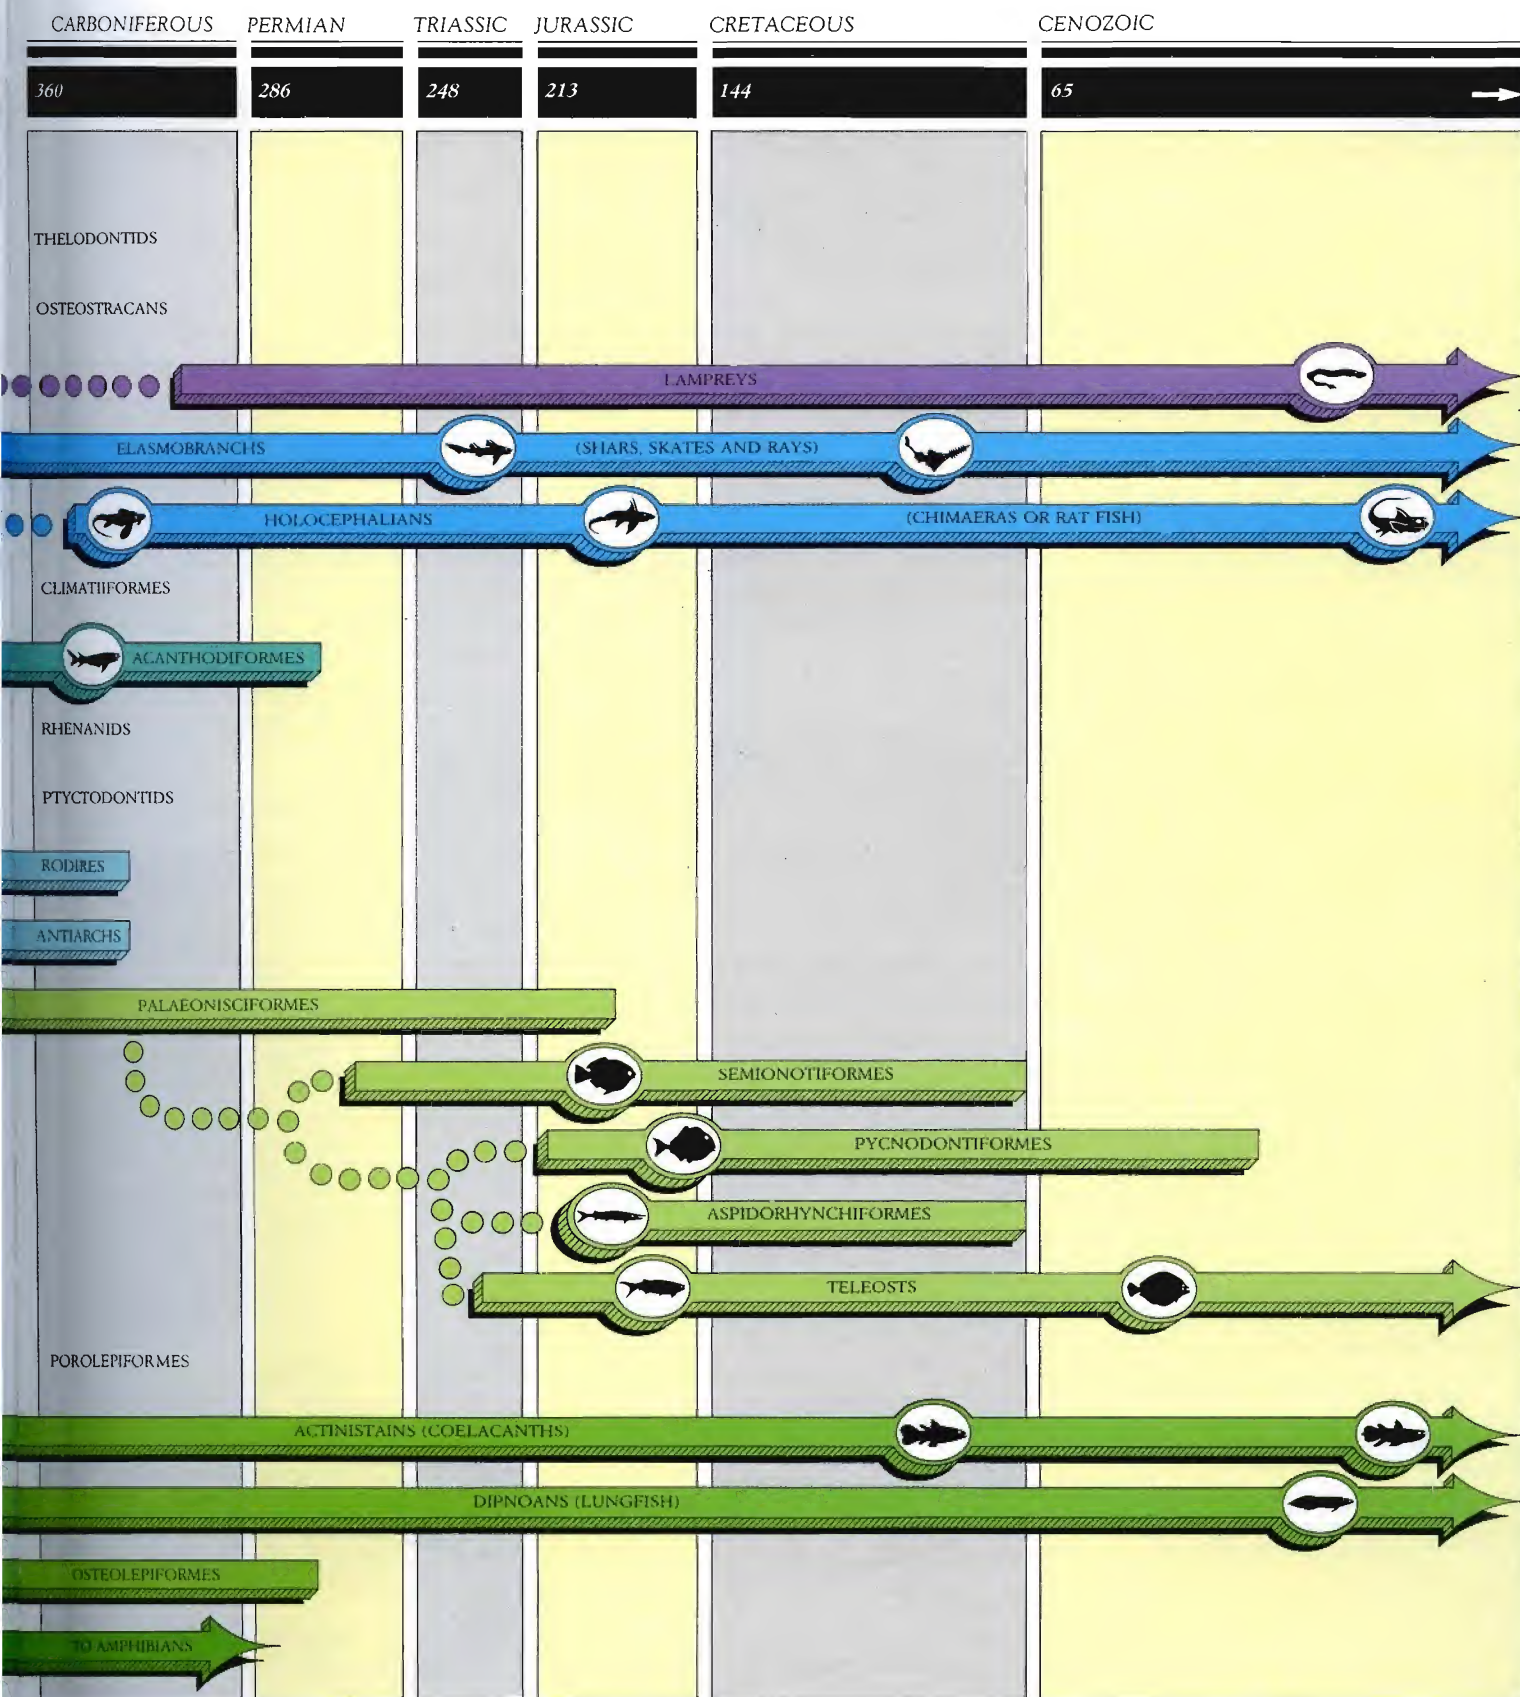 CARBONIFEROUS PERMIAN TRIASSIC JURASSIC CRETACEOUS CENOZOIC
360 286 248 213 144 65
THELODONTIDS
OSTEOSTRACANS
LAMPREYS
ELASMOBRANCHS (SHARS, SKATES AND RAYS)
HOLOCEPHALIANS (CHIMAERAS OR RAT FISH)
CLIMATIIFORMES
ACANTHODIFORMES
RHENANIDS
PTYCTODONTIDS
RODIRES
ANTIARCHS
PALAEONISCIFORMES
SEMIONOTIFORMES
PYCNODONTIFORMES
ASPIDORHYNCHIFORMES
TELEOSTS
POROLEPIFORMES
ACTINISTAINS (COELACANTHS)
DIPNOANS (LUNGFISH)
OSTEOLEPIFORMES
TO AMPHIBIANS